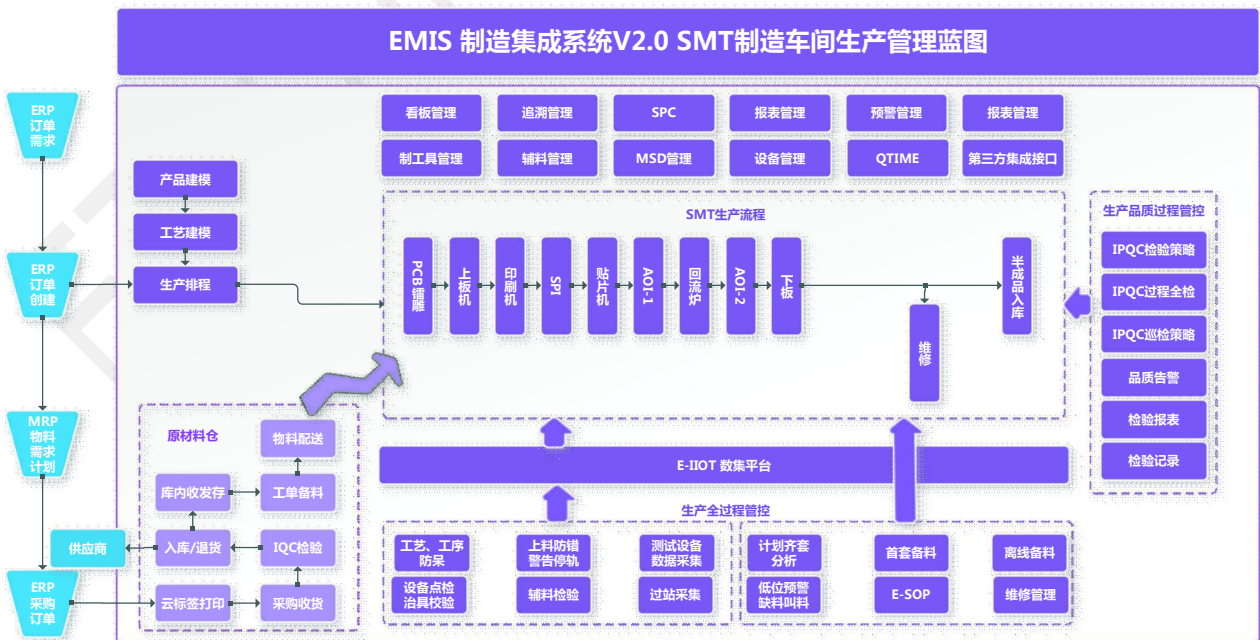 EMIS 制造集成系统V2.0 SMT制造车间生产管理蓝图
ERP
订单
需求
看板管理
追溯管理
SPC
报表管理
预警管理
报表管理
制工具管理
辅料管理
MSD管理
设备管理
QTIME
第三方集成接口
产品建模
工艺建模
生产排程
ERP
订单
创建
SMT生产流程
PCB镭雕
上板机
印刷机
SPI
贴片机
AOI-1
回流炉
AOI-2
下板
维修
半成品入库
生产品质过程管控
IPQC检验策略
IPQC过程全检
IPQC巡检策略
品质告警
检验报表
检验记录
MRP
物料
需求
计划
原材料仓
物料配送
库内收发存
工单备料
供应商
入库/退货
IQC检验
ERP
采购
订单
云标签打印
采购收货
E-IIOT 数集平台
生产全过程管控
工艺、工序
防呆
上料防错
警告停轨
测试设备
数据采集
计划齐套
分析
首套备料
离线备料
设备点检
治具校验
辅料检验
过站采集
低位预警
缺料叫料
E-SOP
维修管理